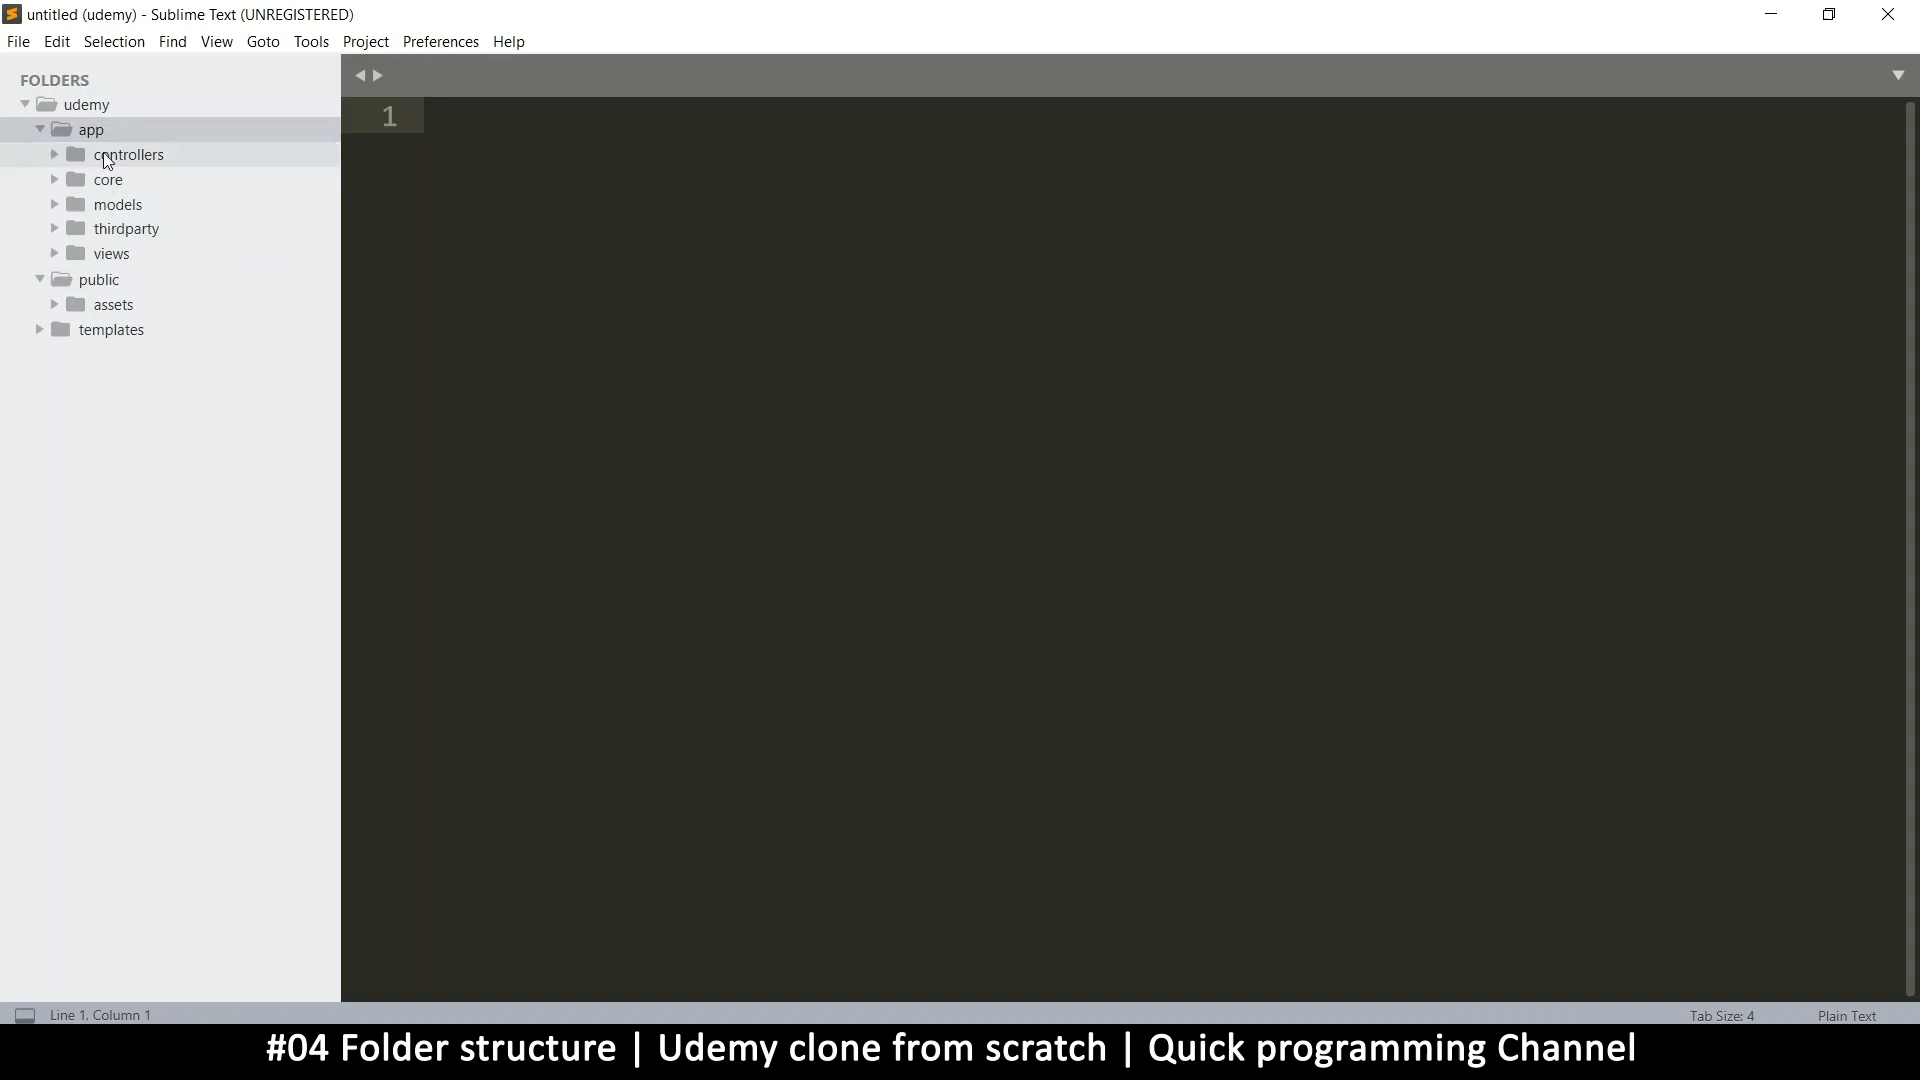 untitled (udemy) - Sublime Text (UNREGISTERED)
File Edit Selection Find View Goto Tools Project Preferences Help
FOLDERS
udemy
app
controllers
core
models
thirdparty
views
public
assets
templates
1
Line 1, Column 1
Tab Size: 4
Plain Text
#04 Folder structure | Udemy clone from scratch | Quick programming Channel